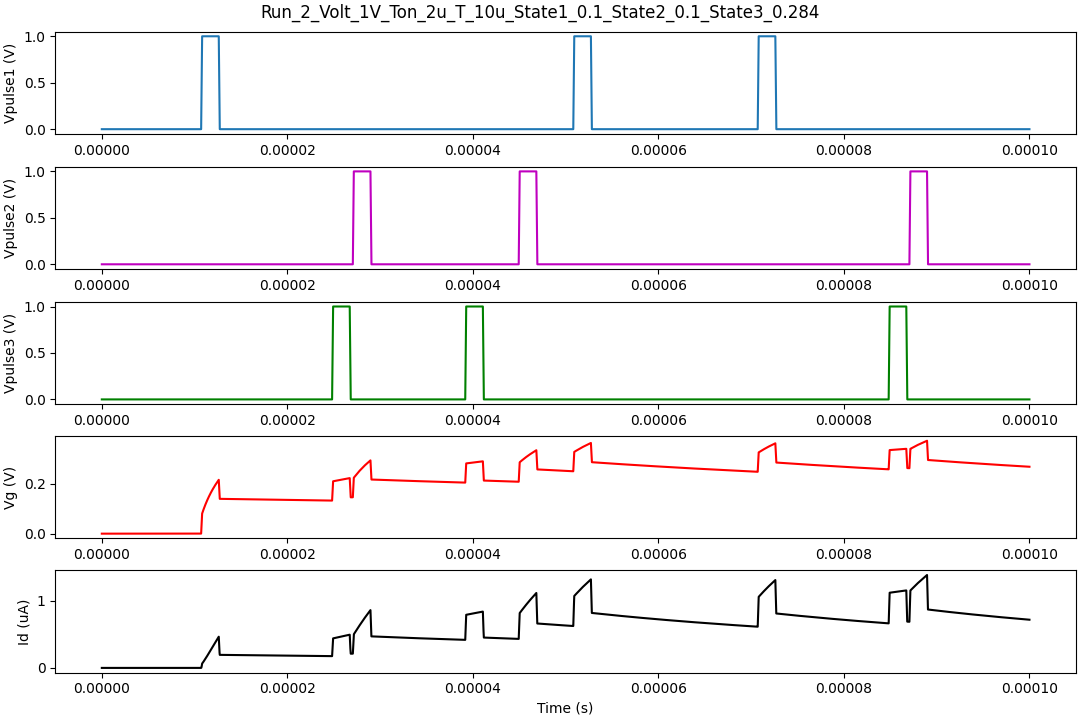 Run_2_Volt_1V_Ton_2u_T_10u_State1_0.1_State2_0.1_State3_0.284
Vpulse1 (V)
1.0
0.5
0.0
0.00000 0.00002 0.00004 0.00006 0.00008 0.00010
Vpulse2 (V)
1.0
0.5
0.0
0.00000 0.00002 0.00004 0.00006 0.00008 0.00010
Vpulse3 (V)
1.0
0.5
0.0
0.00000 0.00002 0.00004 0.00006 0.00008 0.00010
Vg (V)
0.2
0.0
0.00000 0.00002 0.00004 0.00006 0.00008 0.00010
Id (uA)
1
0
0.00000 0.00002 0.00004 0.00006 0.00008 0.00010
Time (s)